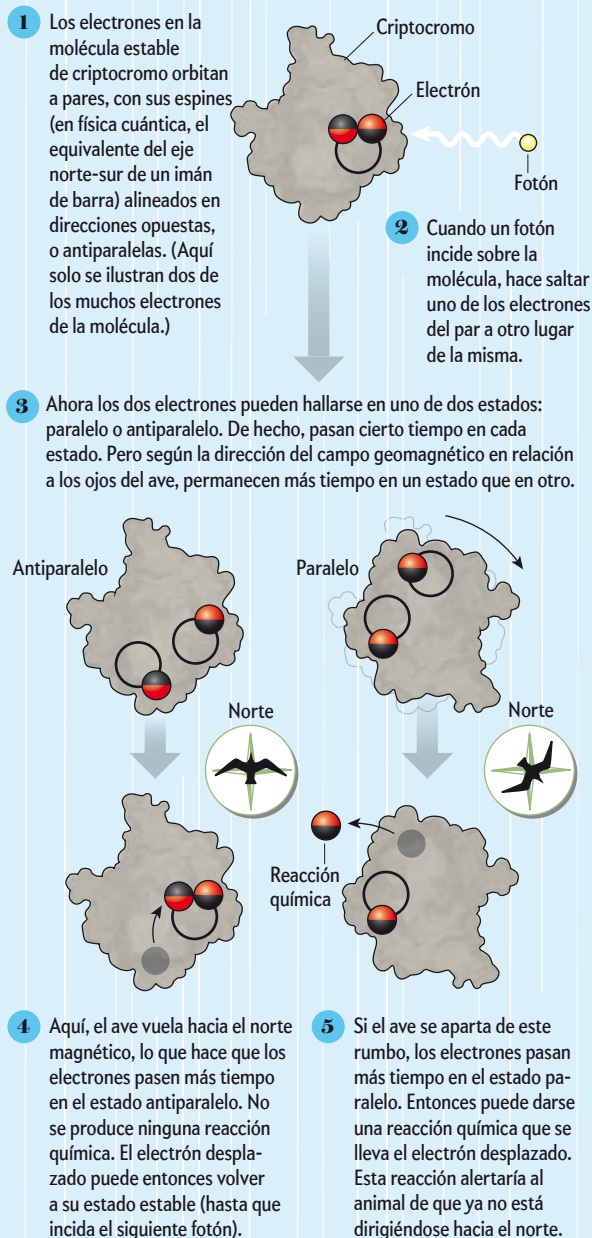 1 Los electrones en la
molécula estable
de criptocromo orbitan
a pares, con sus espines
(en física cuántica, el
equivalente del eje
norte-sur de un imán
de barra) alineados en
direcciones opuestas,
o antiparalelas. (Aquí
solo se ilustran dos de
los muchos electrones
de la molécula.)
Criptocromo
Electrón
Fotón
2 Cuando un fotón
incide sobre la
molécula, hace saltar
uno de los electrones
del par a otro lugar
de la misma.
3 Ahora los dos electrones pueden hallarse en uno de dos estados:
paralelo o antiparalelo. De hecho, pasan cierto tiempo en cada
estado. Pero según la dirección del campo geomagnético en relación
a los ojos del ave, permanecen más tiempo en un estado que en otro.
Antiparalelo
Paralelo
Norte
Norte
Reacción
química
4 Aquí, el ave vuela hacia el norte
magnético, lo que hace que los
electrones pasen más tiempo
en el estado antiparalelo. No
se produce ninguna reacción
química. El electrón despla-
zado puede entonces volver
a su estado estable (hasta que
incida el siguiente fotón).
5 Si el ave se aparta de este
rumbo, los electrones pasan
más tiempo en el estado pa-
ralelo. Entonces puede darse
una reacción química que se
lleva el electrón desplazado.
Esta reacción alertaría al
animal de que ya no está
dirigiéndose hacia el norte.